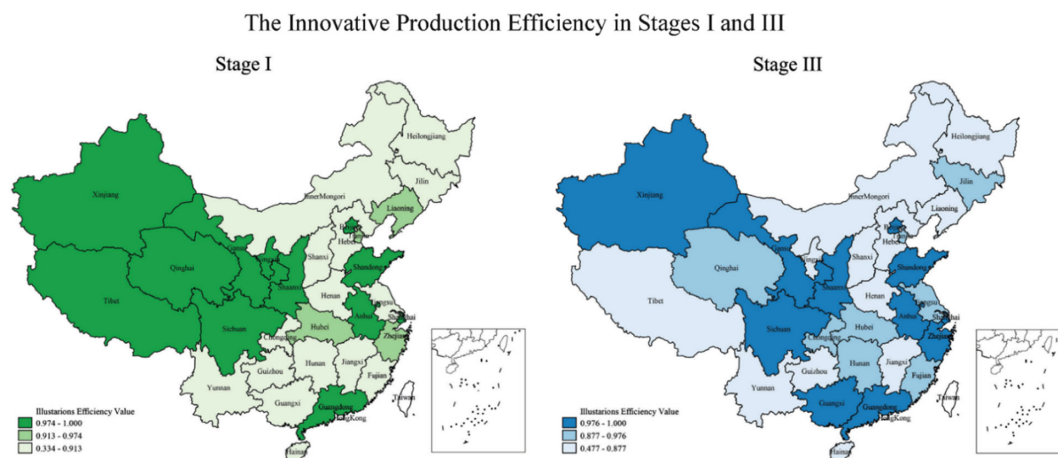 The Innovative Production Efficiency in Stages I and III
Stage I
Heilongjiang
Jilin
InnerMongori
Liaoning
Xinjiang
Hebei
Shanxi
Shandong
Qinghai
Henan
Tibet
Anhui
Sichuan
Hubei
Chongqing
Zhejiang
Hunan
Jiangxi
Guizhou
Fujian
Yunnan
Guangxi
Guangdong
Taiwan
Hainan
Illustarions Efficiency Value
0.974 - 1.000
0.913 - 0.974
0.334 - 0.913
Stage III
Heilongjiang
Jilin
InnerMongori
Liaoning
Xinjiang
Hebei
Shanxi
Shandong
Qinghai
Henan
Tibet
Anhui
Shanghai
Sichuan
Hubei
Chongqing
Zhejiang
Hunan
Jiangxi
Guizhou
Fujian
Yunnan
Guangxi
Guangdong
Taiwan
Hainan
Illustarions Efficiency Value
0.976 - 1.000
0.877 - 0.976
0.477 - 0.877